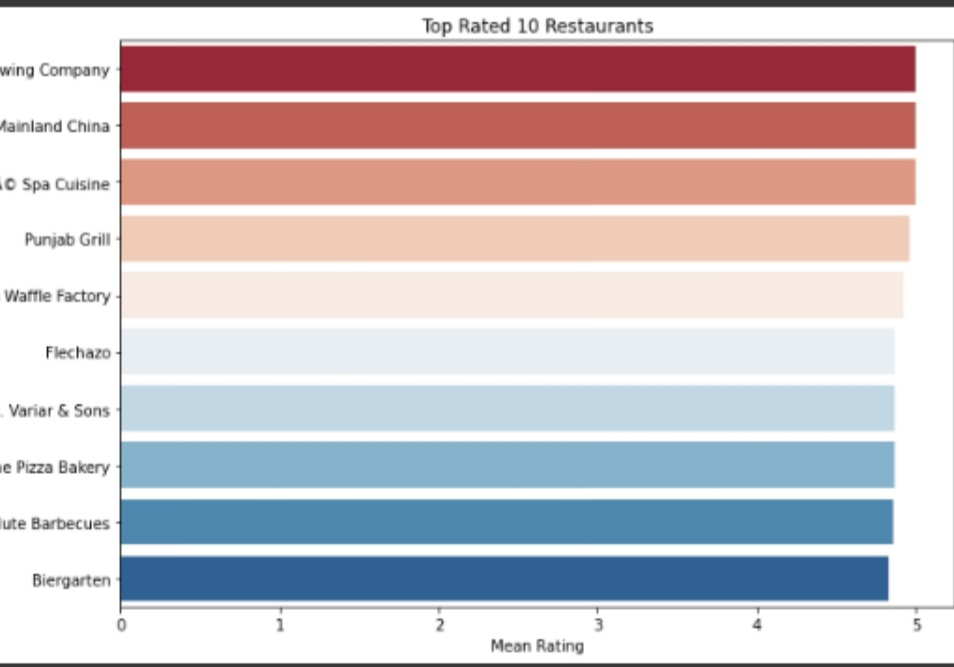 Top Rated 10 Restaurants
wing Company
Mainland China
© Spa Cuisine
Punjab Grill
Waffle Factory
Flechazo
. Variar & Sons
Pizza Bakery
Barbecues
Biergarten
0 1 2 3 4 5
Mean Rating